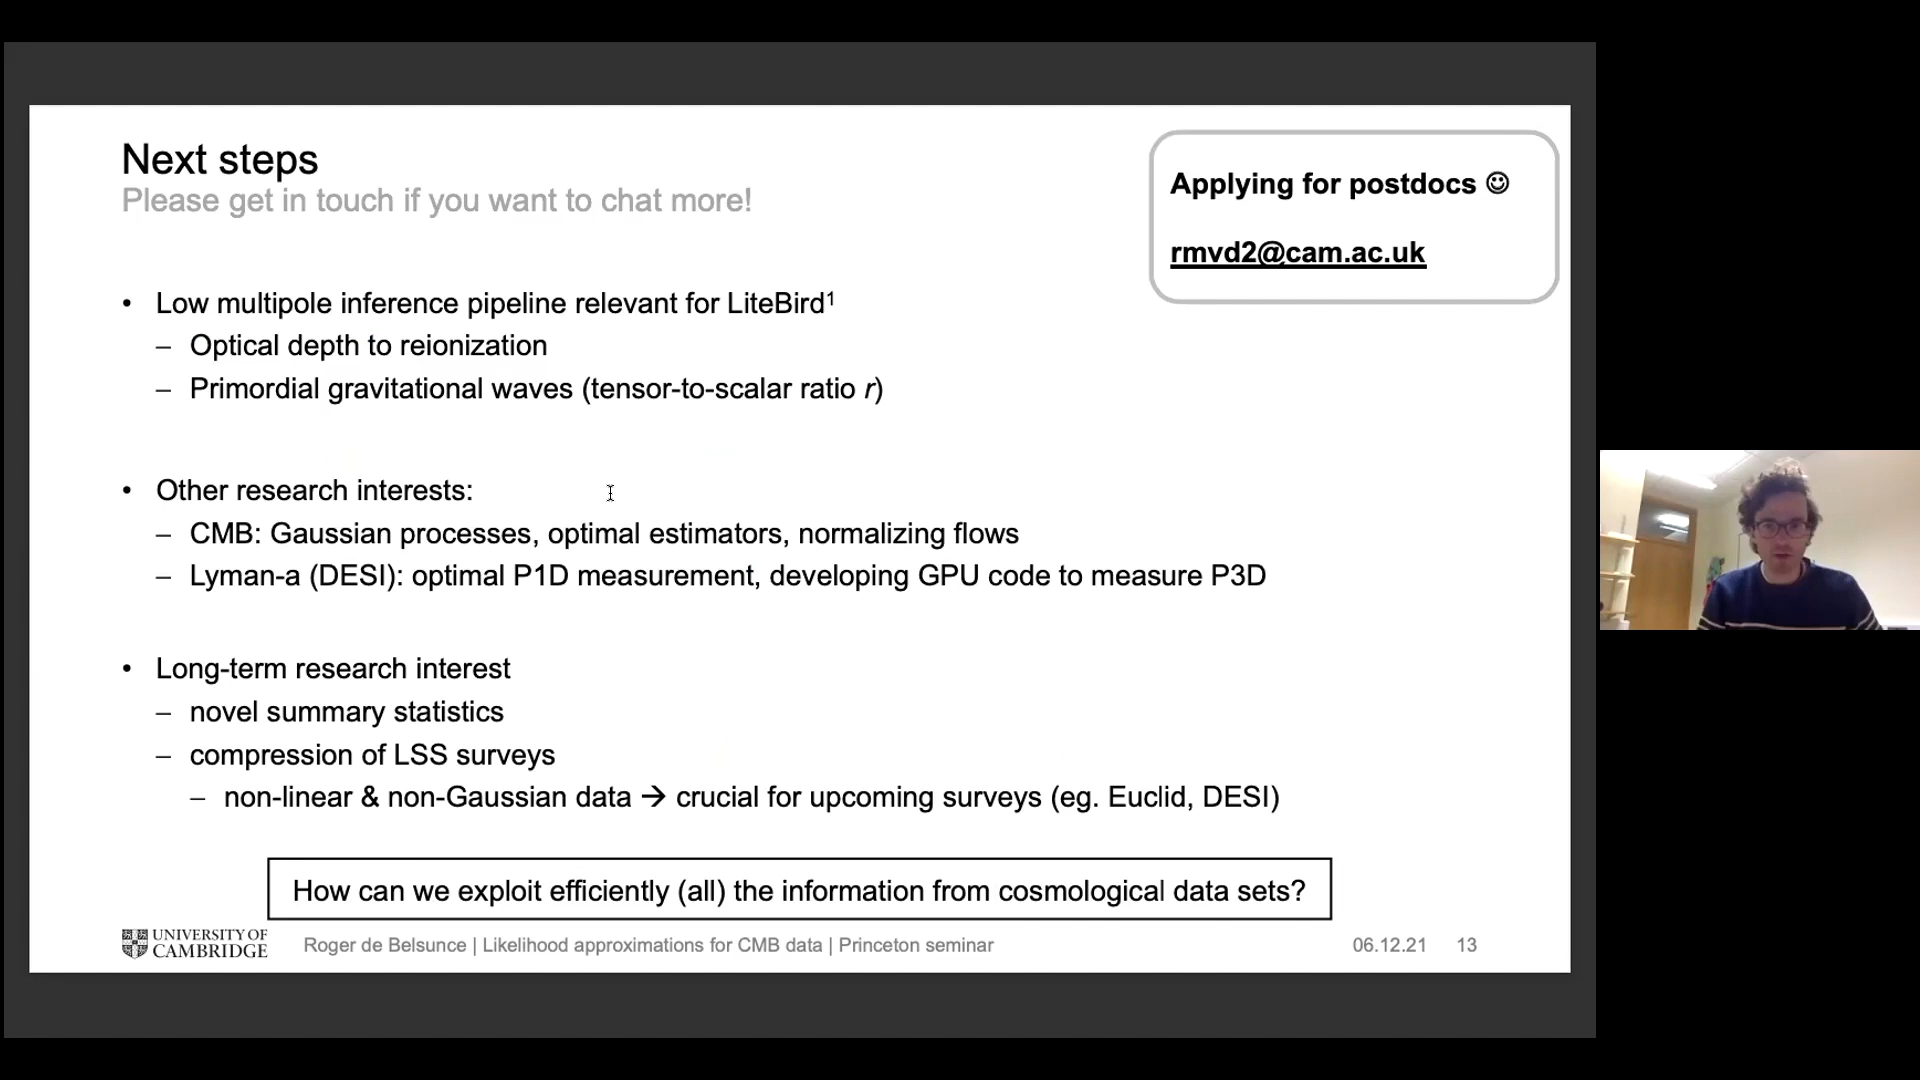 Next steps
Please get in touch if you want to chat more!
Applying for postdocs ☺
rmvd2@cam.ac.uk
• Low multipole inference pipeline relevant for LiteBird¹
– Optical depth to reionization
– Primordial gravitational waves (tensor-to-scalar ratio r)
• Other research interests:
– CMB: Gaussian processes, optimal estimators, normalizing flows
– Lyman-a (DESI): optimal P1D measurement, developing GPU code to measure P3D
• Long-term research interest
– novel summary statistics
– compression of LSS surveys
– non-linear & non-Gaussian data → crucial for upcoming surveys (eg. Euclid, DESI)
How can we exploit efficiently (all) the information from cosmological data sets?
UNIVERSITY OF
CAMBRIDGE
Roger de Belsunce | Likelihood approximations for CMB data | Princeton seminar
06.12.21 13